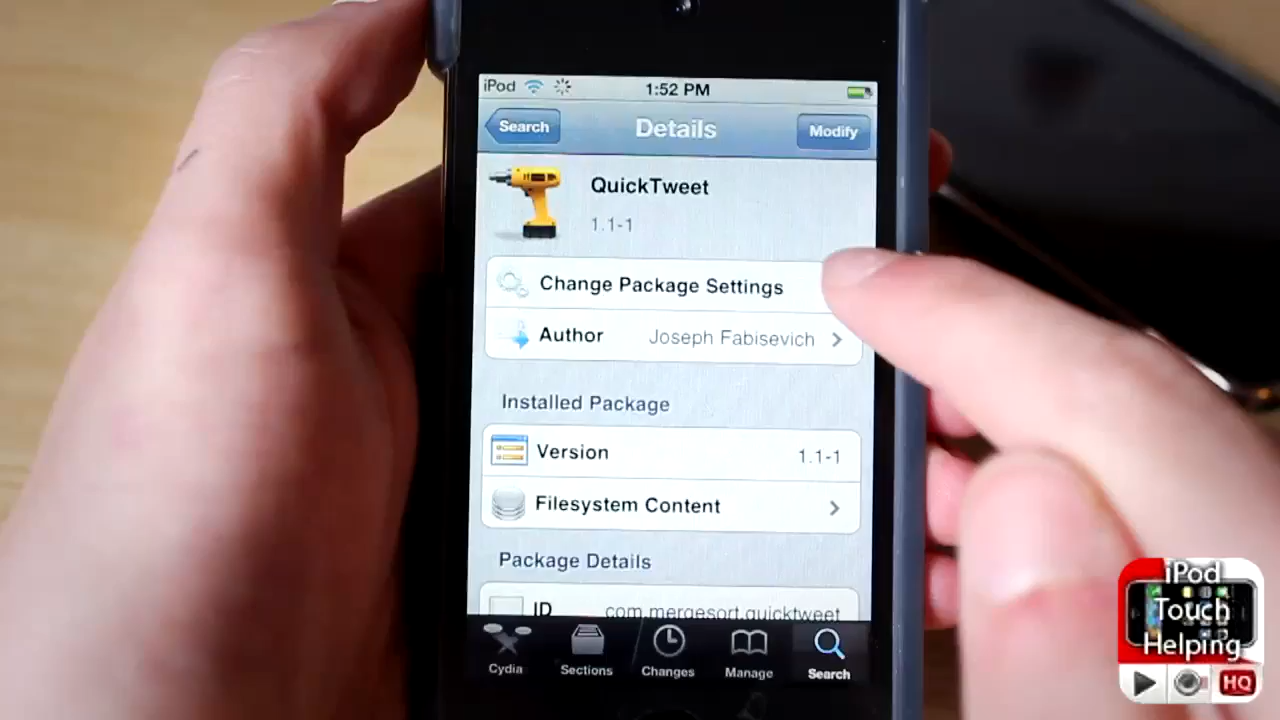 iPod 1:52 PM
Search Details Modify
QuickTweet
1.1-1
Change Package Settings
Author Joseph Fabisevich
Installed Package
Version 1.1-1
Filesystem Content
Package Details
ID com.mergesort.quicktweet
Cydia Sections Changes Manage Search
iPod
Touch
Helping
HQ